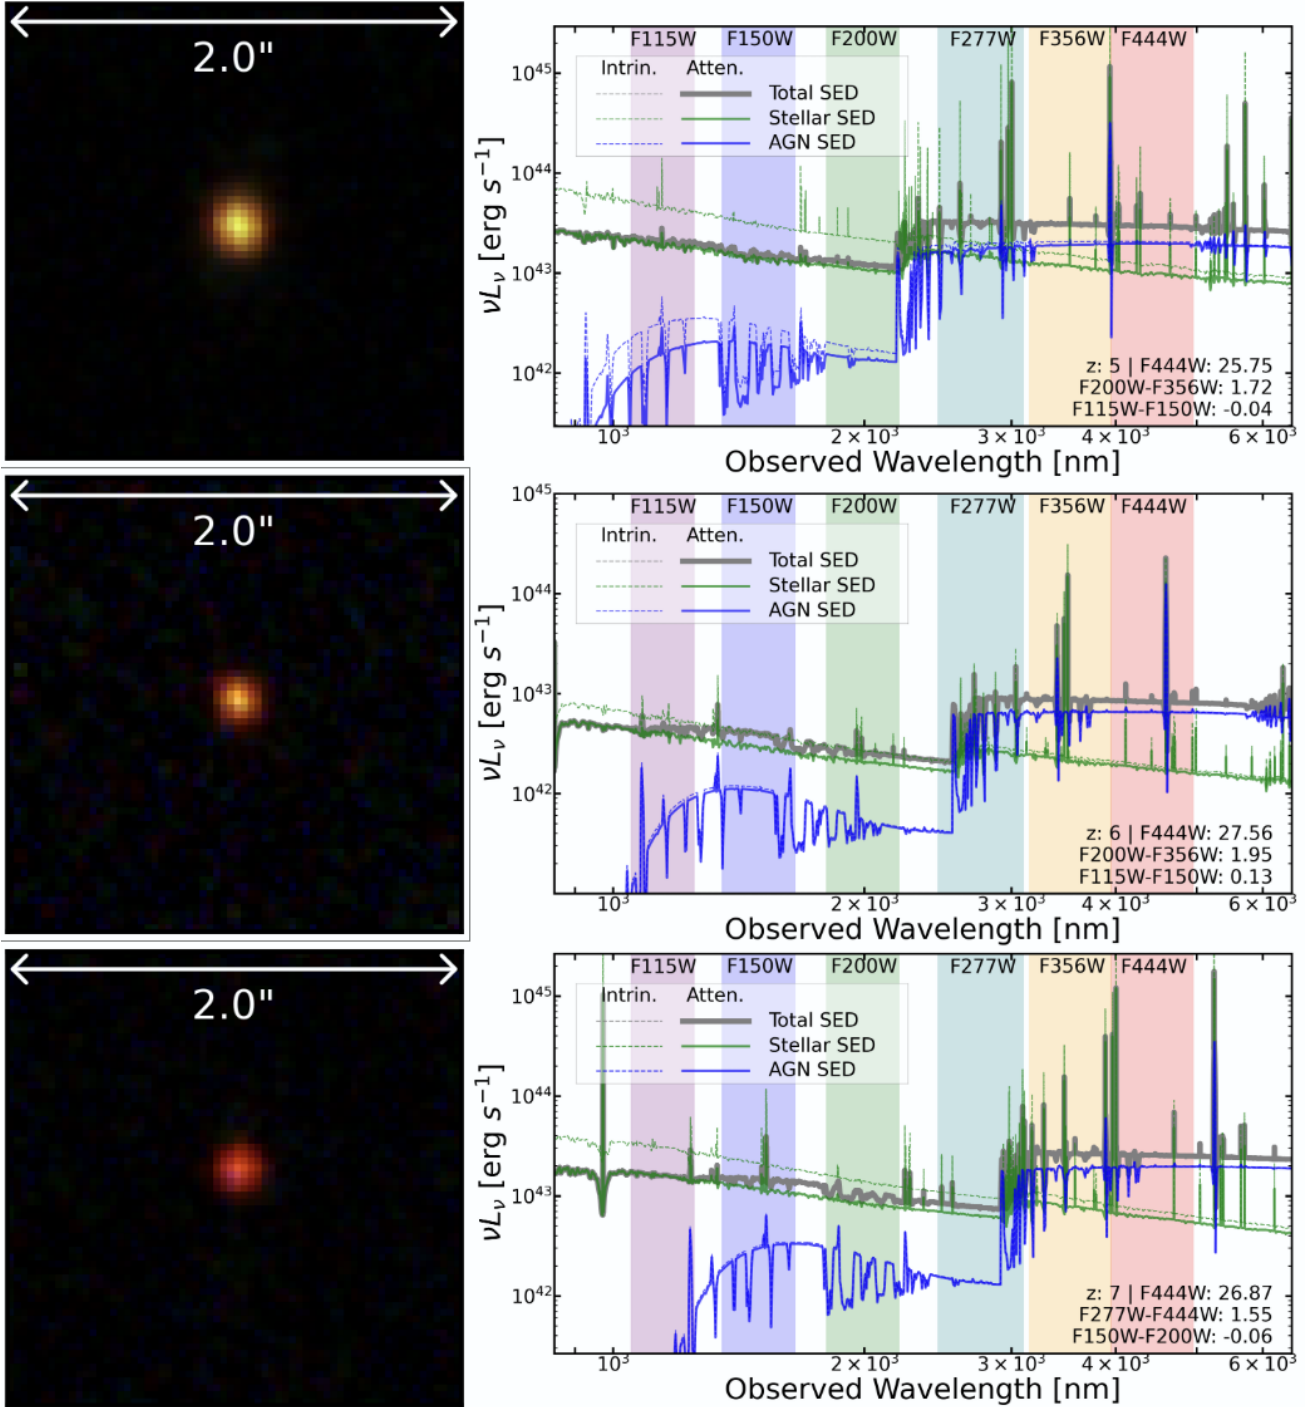 2.0"
F115W F150W F200W F277W F356W F444W
Intrin. Atten.
Total SED
Stellar SED
AGN SED
10^45
10^44
10^43
10^42
νL_ν [erg s^−1]
z: 5 | F444W: 25.75
F200W-F356W: 1.72
F115W-F150W: -0.04
10^3 2 × 10^3 3 × 10^3 4 × 10^3 6 × 10^3
Observed Wavelength [nm]
2.0"
F115W F150W F200W F277W F356W F444W
Intrin. Atten.
Total SED
Stellar SED
AGN SED
10^45
10^44
10^43
10^42
νL_ν [erg s^−1]
z: 6 | F444W: 27.56
F200W-F356W: 1.95
F115W-F150W: 0.13
10^3 2 × 10^3 3 × 10^3 4 × 10^3 6 × 10^3
Observed Wavelength [nm]
2.0"
F115W F150W F200W F277W F356W F444W
Intrin. Atten.
Total SED
Stellar SED
AGN SED
10^45
10^44
10^43
10^42
νL_ν [erg s^−1]
z: 7 | F444W: 26.87
F277W-F444W: 1.55
F150W-F200W: -0.06
10^3 2 × 10^3 3 × 10^3 4 × 10^3 6 × 10^3
Observed Wavelength [nm]